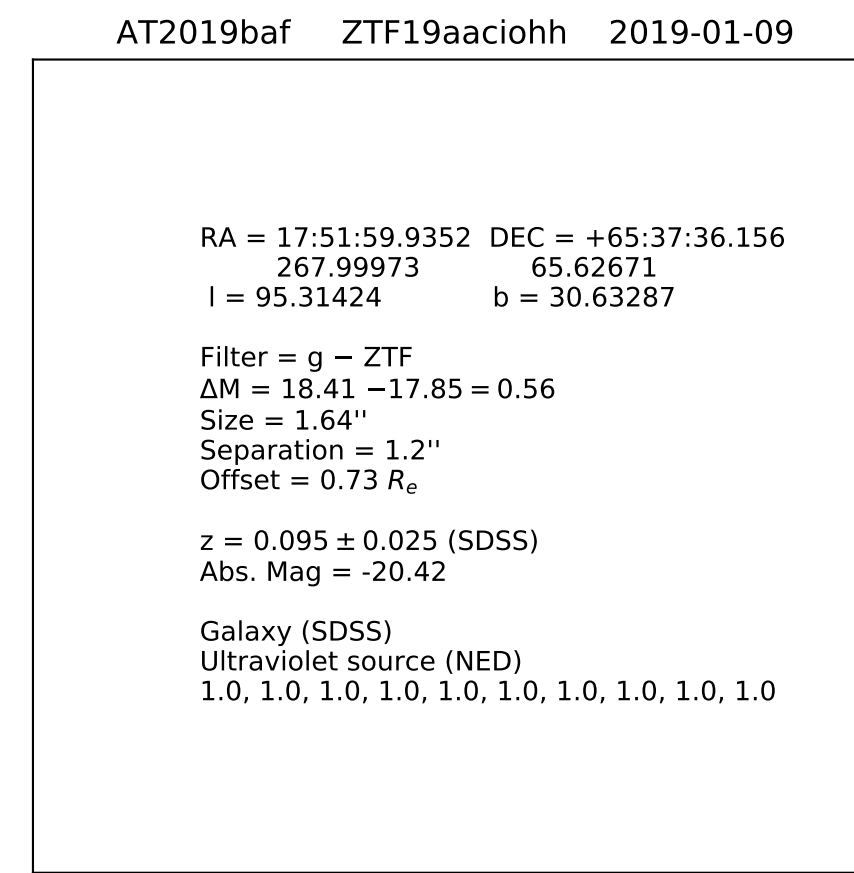 AT2019baf ZTF19aaciohh 2019-01-09
RA = 17:51:59.9352 DEC = +65:37:36.156
267.99973 65.62671
l = 95.31424 b = 30.63287
Filter = g − ZTF
ΔM = 18.41 −17.85 = 0.56
Size = 1.64''
Separation = 1.2''
Offset = 0.73 Rₑ
z = 0.095 ± 0.025 (SDSS)
Abs. Mag = -20.42
Galaxy (SDSS)
Ultraviolet source (NED)
1.0, 1.0, 1.0, 1.0, 1.0, 1.0, 1.0, 1.0, 1.0, 1.0